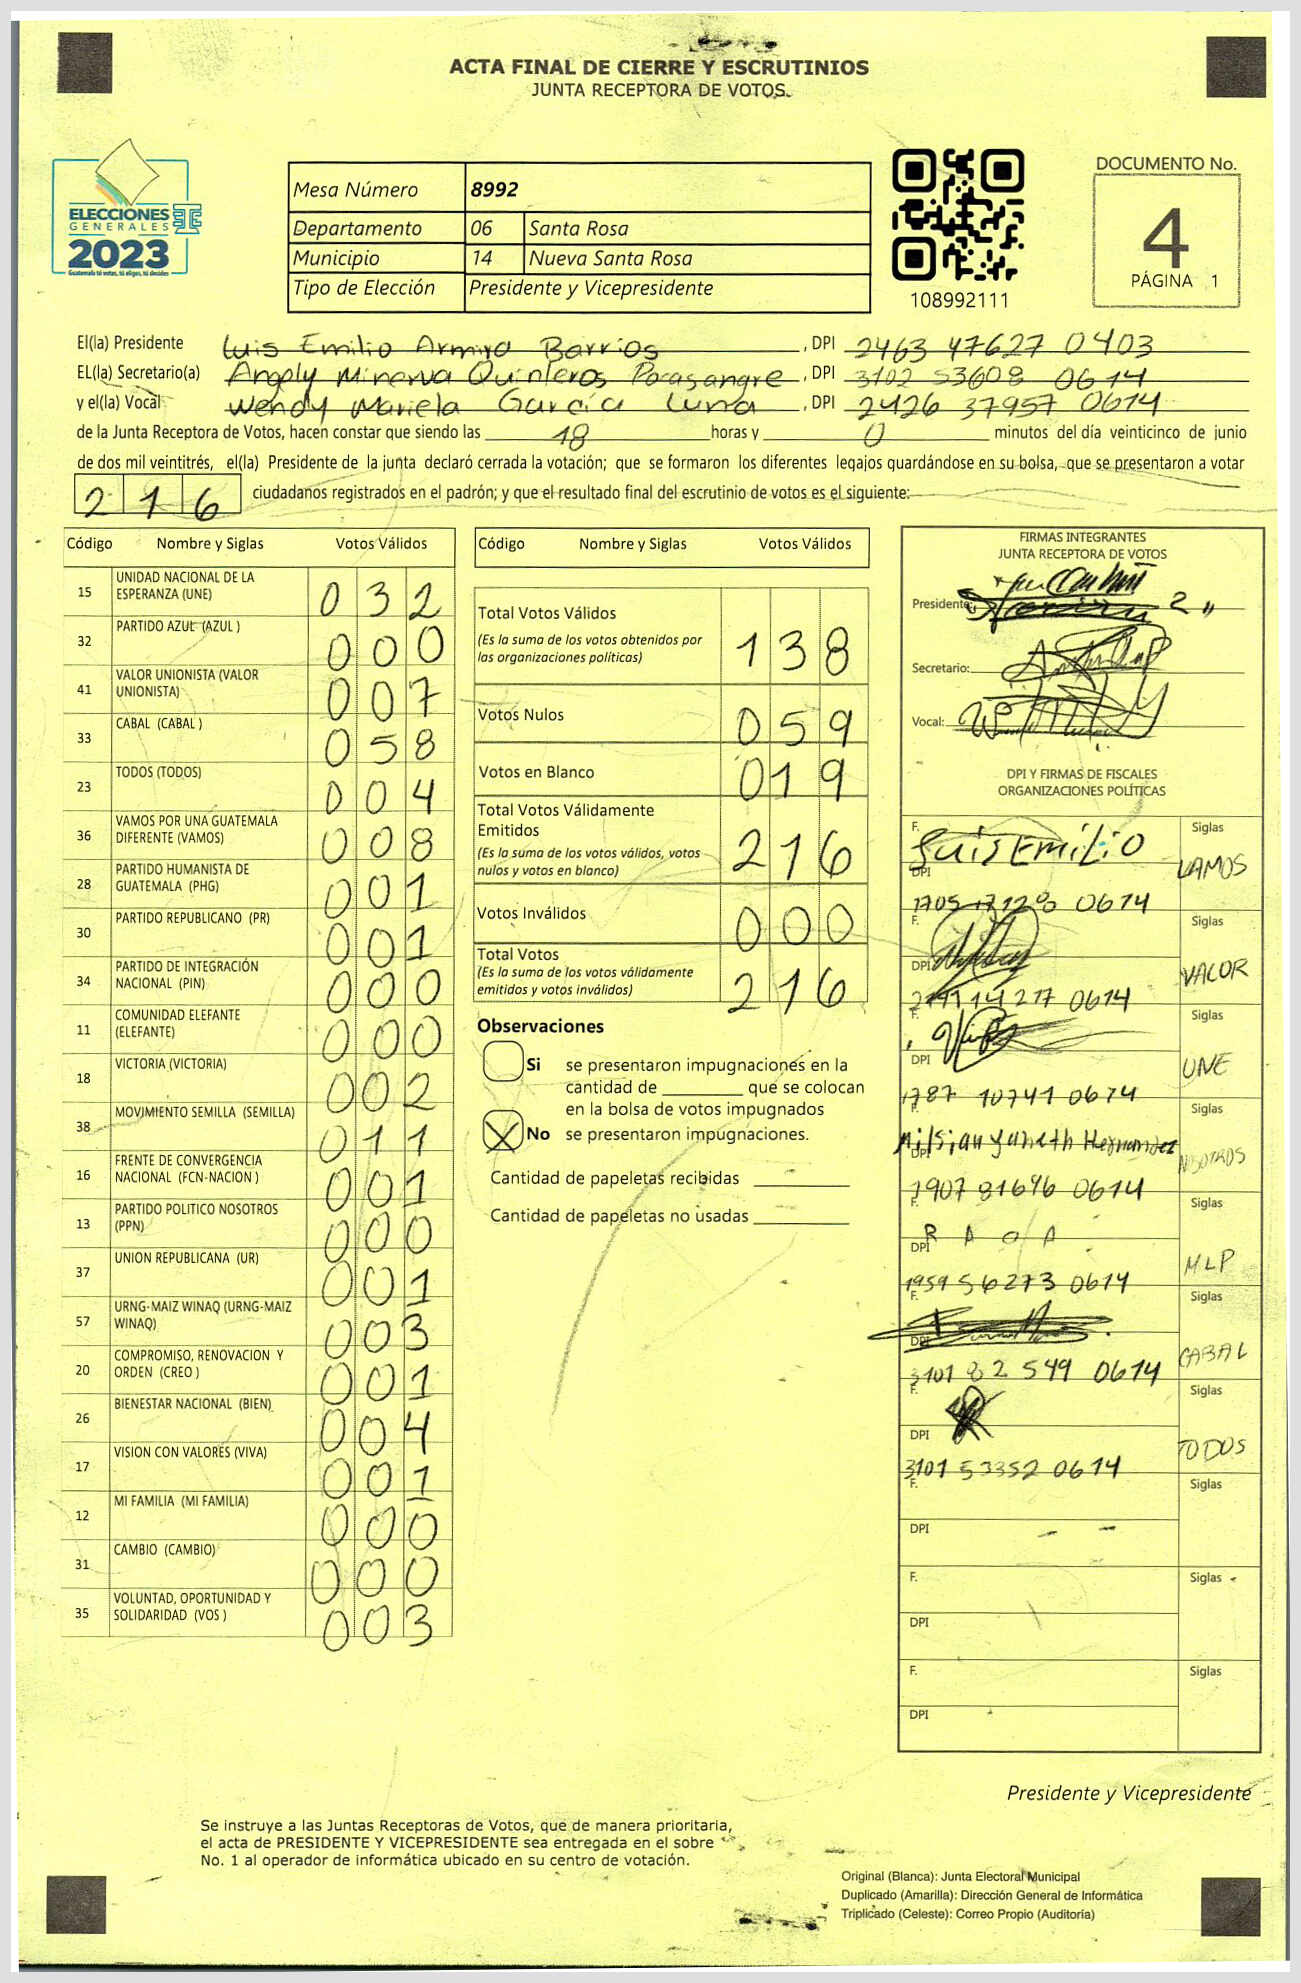 ACTA FINAL DE CIERRE Y ESCRUTINIOS
JUNTA RECEPTORA DE VOTOS.
ELECCIONES
GENERALES
2023
Guatemala tú votas, tú eliges, tú decides
Mesa Número 8992
Departamento 06 Santa Rosa
Municipio 14 Nueva Santa Rosa
Tipo de Elección Presidente y Vicepresidente
108992111
DOCUMENTO No.
4
PÁGINA 1
El(la) Presidente Luis Emilio Barrios, DPI 2463 47627 0403
EL(la) Secretario(a) Angely Minerva Quinteros Pocasangre, DPI 3102 53608 0614
y el(la) Vocal Wendy Mariela García Luna, DPI 2426 37957 0614
de la Junta Receptora de Votos, hacen constar que siendo las 18 horas y 0 minutos del día veinticinco de junio
de dos mil veintitrés, el(la) Presidente de la junta declaró cerrada la votación; que se formaron los diferentes legajos guardándose en su bolsa, que se presentaron a votar
216 ciudadanos registrados en el padrón; y que el resultado final del escrutinio de votos es el siguiente:
Código Nombre y Siglas Votos Válidos
15 UNIDAD NACIONAL DE LA ESPERANZA (UNE) 032
32 PARTIDO AZUL (AZUL ) 000
41 VALOR UNIONISTA (VALOR UNIONISTA) 007
33 CABAL (CABAL ) 058
23 TODOS (TODOS) 004
36 VAMOS POR UNA GUATEMALA DIFERENTE (VAMOS) 008
28 PARTIDO HUMANISTA DE GUATEMALA (PHG) 001
30 PARTIDO REPUBLICANO (PR) 001
34 PARTIDO DE INTEGRACIÓN NACIONAL (PIN) 000
11 COMUNIDAD ELEFANTE (ELEFANTE) 000
18 VICTORIA (VICTORIA) 002
38 MOVIMIENTO SEMILLA (SEMILLA) 011
16 FRENTE DE CONVERGENCIA NACIONAL (FCN-NACION ) 001
13 PARTIDO POLITICO NOSOTROS (PPN) 000
37 UNION REPUBLICANA (UR) 001
57 URNG-MAIZ WINAQ (URNG-MAIZ WINAQ) 003
20 COMPROMISO, RENOVACION Y ORDEN (CREO ) 001
26 BIENESTAR NACIONAL (BIEN) 004
17 VISION CON VALORES (VIVA) 001
12 MI FAMILIA (MI FAMILIA) 000
31 CAMBIO (CAMBIO) 000
35 VOLUNTAD, OPORTUNIDAD Y SOLIDARIDAD (VOS ) 003
Código Nombre y Siglas Votos Válidos
Total Votos Válidos 138
(Es la suma de los votos obtenidos por
las organizaciones politicas)
Votos Nulos 059
Votos en Blanco 019
Total Votos Válidamente
Emitidos 216
(Es la suma de los votos válidos, votos
nulos y votos en blanco)
Votos Inválidos 000
Total Votos 216
(Es la suma de los votos válidamente
emitidos y votos inválidos)
Observaciones
Si se presentaron impugnaciones en la
cantidad de ________ que se colocan
en la bolsa de votos impugnados
X No se presentaron impugnaciones.
Cantidad de papeletas recibidas
Cantidad de papeletas no usadas
FIRMAS INTEGRANTES
JUNTA RECEPTORA DE VOTOS
Presidente:
Secretario:
Vocal:
DPI Y FIRMAS DE FISCALES
ORGANIZACIONES POLÍTICAS
F. Luis EmiLiO Siglas VAMOS
DPI 0614
F. Siglas VALOR
DPI 0614
F. Siglas UNE
DPI 1787 10741 0614
F. Yaneth Hernandez Siglas NOSOTROS
DPI 1907 81696 0614
F. Siglas MLP
DPI 1959 56273 0614
F. Siglas CABAL
DPI 3101 82 549 0614
F. Siglas TODOS
DPI 3101 53352 0614
F. Siglas
DPI
F. Siglas
DPI
F. Siglas
DPI
Presidente y Vicepresidente
Se instruye a las Juntas Receptoras de Votos, que de manera prioritaria,
el acta de PRESIDENTE Y VICEPRESIDENTE sea entregada en el sobre
No. 1 al operador de informática ubicado en su centro de votación.
Original (Blanca): Junta Electoral Municipal
Duplicado (Amarilla): Dirección General de Informática
Triplicado (Celeste): Correo Propio (Auditoría)